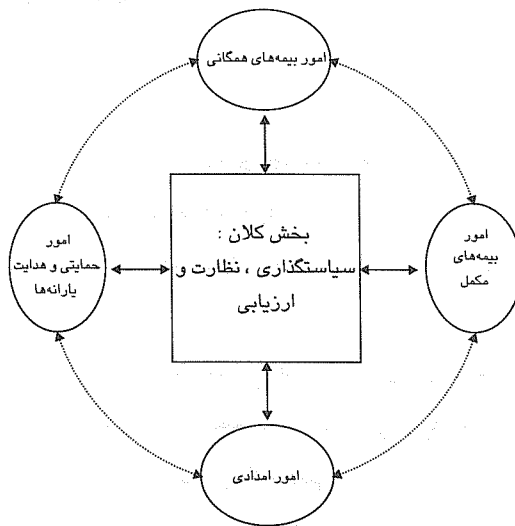 امور بیمه‌های همگانی
امور
بیمه‌های
مکمل
بخش کلان :
سیاستگذاری ، نظارت و
ارزیابی
امور
حمایتی و هدایت
یارانه‌ها
امور امدادی